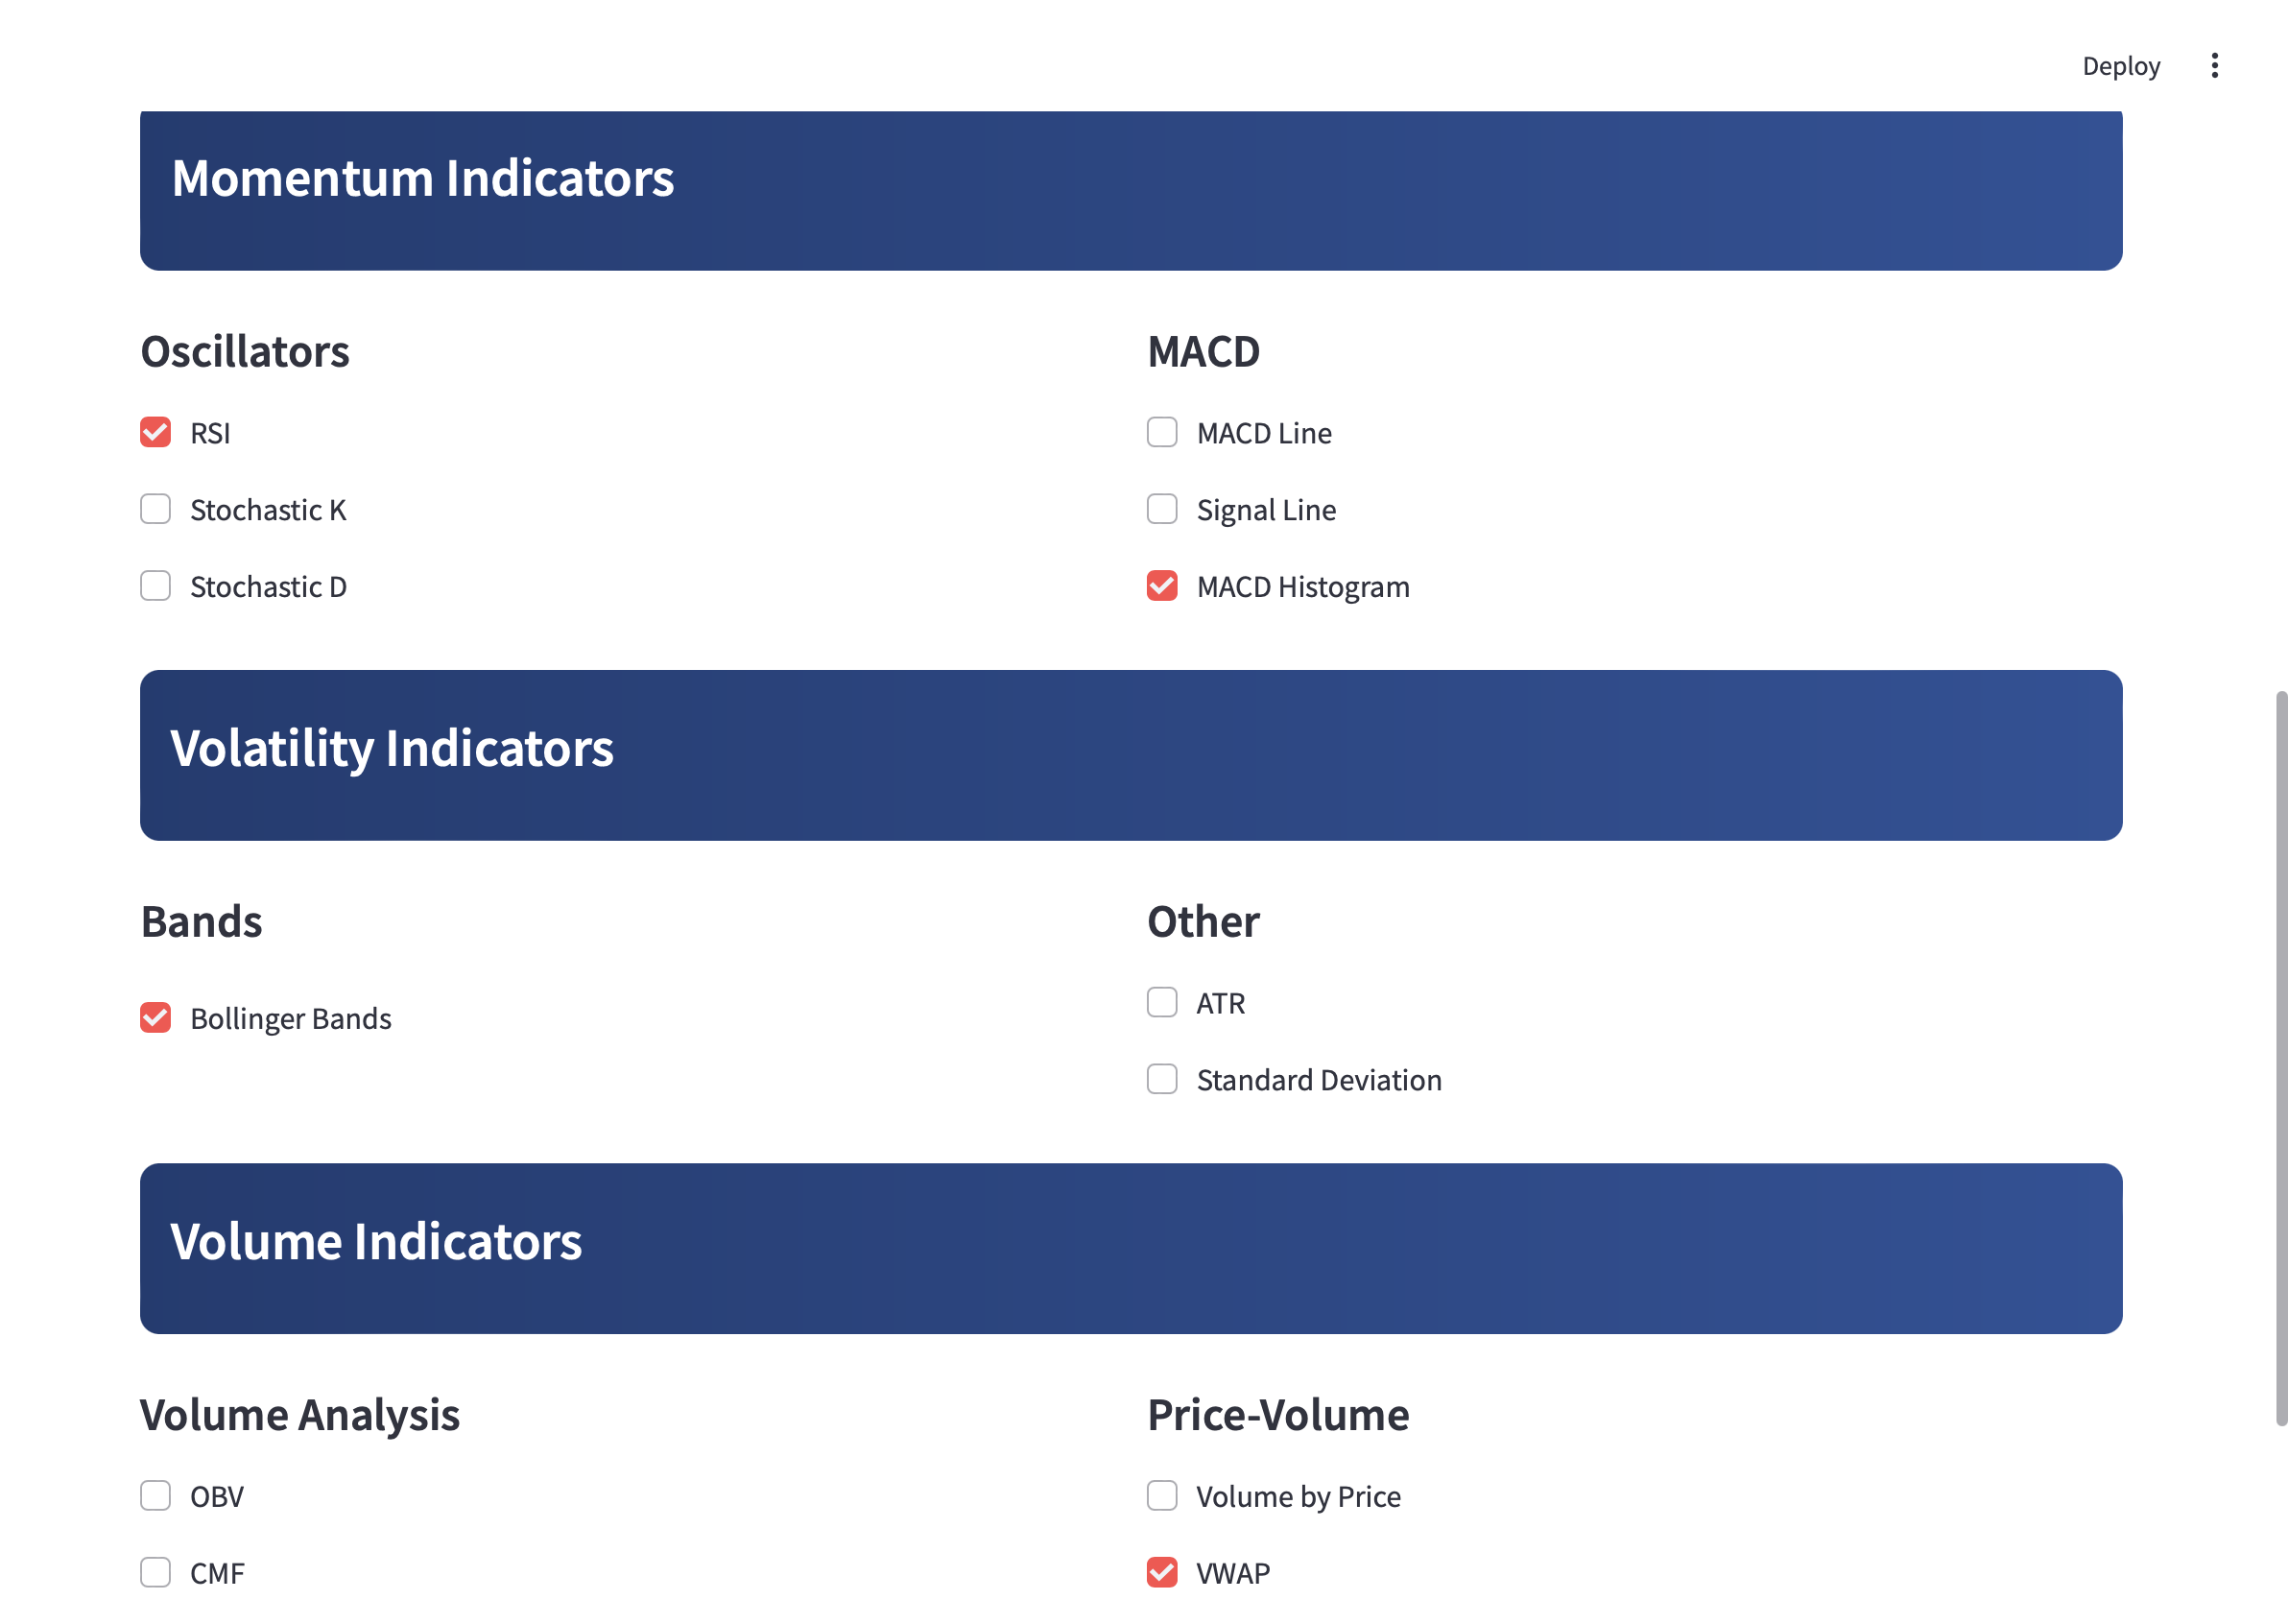 Deploy
Momentum Indicators
Oscillators
RSI
Stochastic K
Stochastic D
MACD
MACD Line
Signal Line
MACD Histogram
Volatility Indicators
Bands
Bollinger Bands
Other
ATR
Standard Deviation
Volume Indicators
Volume Analysis
OBV
CMF
Price-Volume
Volume by Price
VWAP